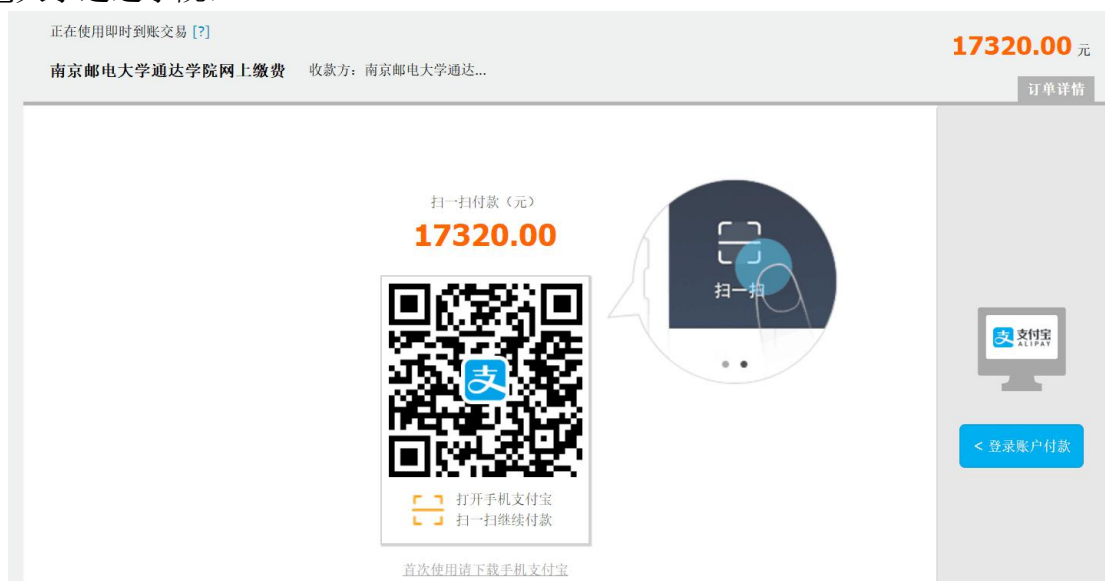 正在使用即时到账交易 [?]
17320.00 元
南京邮电大学通达学院网上缴费 收款方：南京邮电大学通达...
订单详情
扫一扫付款（元）
17320.00
扫一扫
支
支 支付宝
ALIPAY
< 登录账户付款
打开手机支付宝
扫一扫继续付款
首次使用请下载手机支付宝